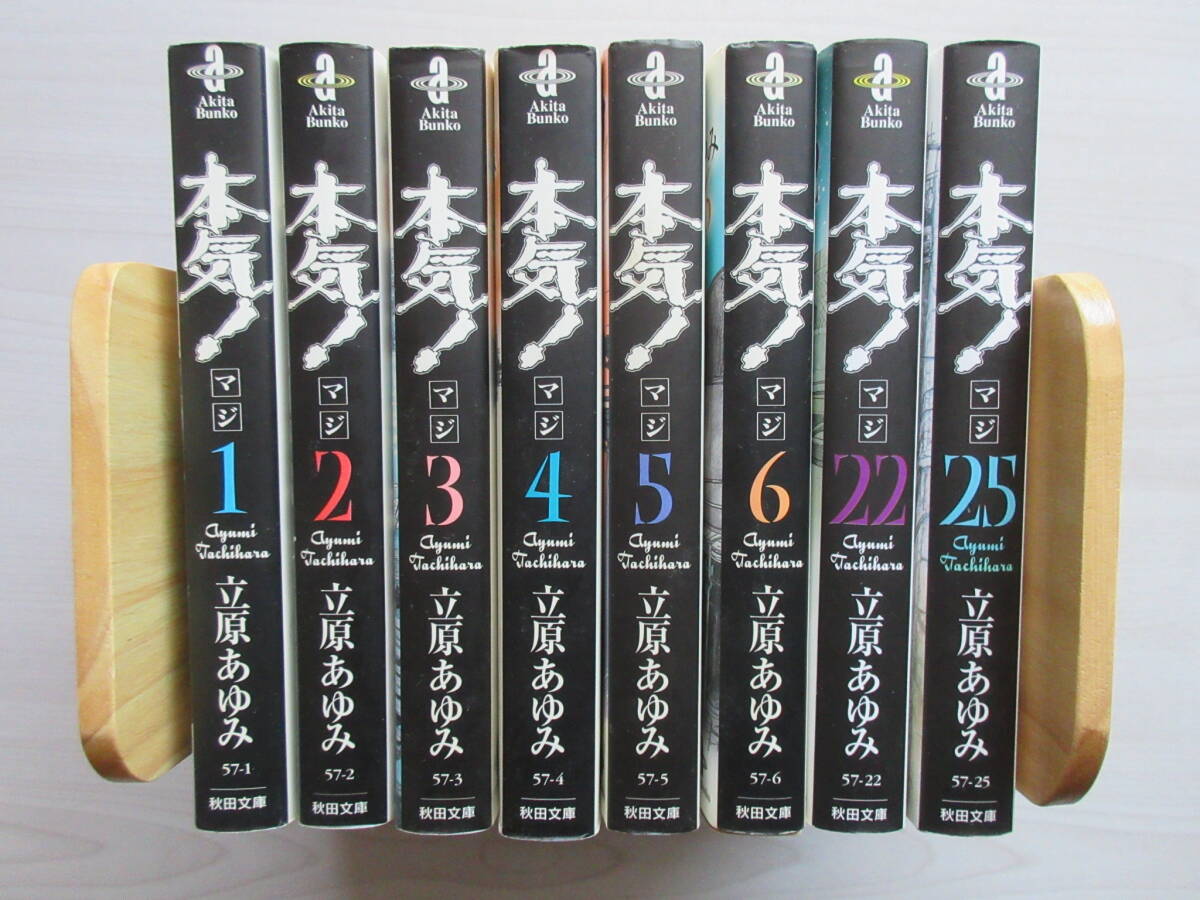 a
Akita
Bunko
本気!
マジ
1
Ayumi
Tachihara
立原あゆみ
57-1
秋田文庫
a
Akita
Bunko
本気!
マジ
2
Ayumi
Tachihara
立原あゆみ
57-2
秋田文庫
a
Akita
Bunko
本気!
マジ
3
Ayumi
Tachihara
立原あゆみ
57-3
秋田文庫
a
Akita
Bunko
本気!
マジ
4
Ayumi
Tachihara
立原あゆみ
57-4
秋田文庫
a
Akita
Bunko
本気!
マジ
5
Ayumi
Tachihara
立原あゆみ
57-5
秋田文庫
a
Akita
Bunko
本気!
マジ
6
Ayumi
Tachihara
立原あゆみ
57-6
秋田文庫
a
Akita
Bunko
本気!
マジ
22
Ayumi
Tachihara
立原あゆみ
57-22
秋田文庫
a
Akita
Bunko
本気!
マジ
25
Ayumi
Tachihara
立原あゆみ
57-25
秋田文庫